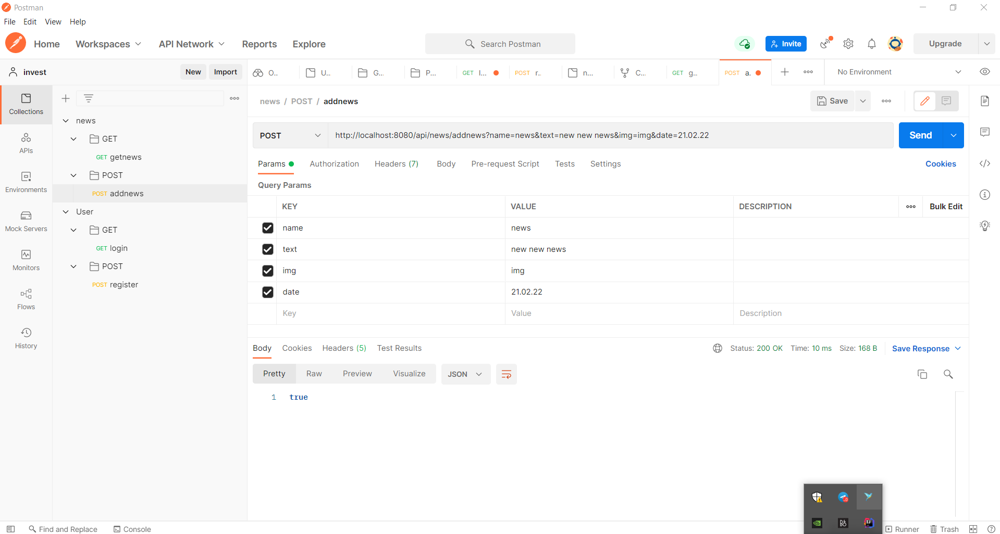 Postman
File Edit View Help
Home Workspaces API Network Reports Explore Search Postman Invite Upgrade
invest New Import
O.. U... G... P... GET l... POST r.. n... C... GET g.. POST a. No Environment
Collections
APIs
Environments
Mock Servers
Monitors
Flows
History
news
GET
GET getnews
POST
POST addnews
User
GET
GET login
POST
POST register
news / POST / addnews Save
POST http://localhost:8080/api/news/addnews?name=news&text=new new news&img=img&date=21.02.22 Send
Params Authorization Headers (7) Body Pre-request Script Tests Settings Cookies
Query Params
KEY VALUE DESCRIPTION Bulk Edit
name news
text new new news
img img
date 21.02.22
Key Value Description
Body Cookies Headers (5) Test Results Status: 200 OK Time: 10 ms Size: 168 B Save Response
Pretty Raw Preview Visualize JSON
1 true
Find and Replace Console Runner Trash